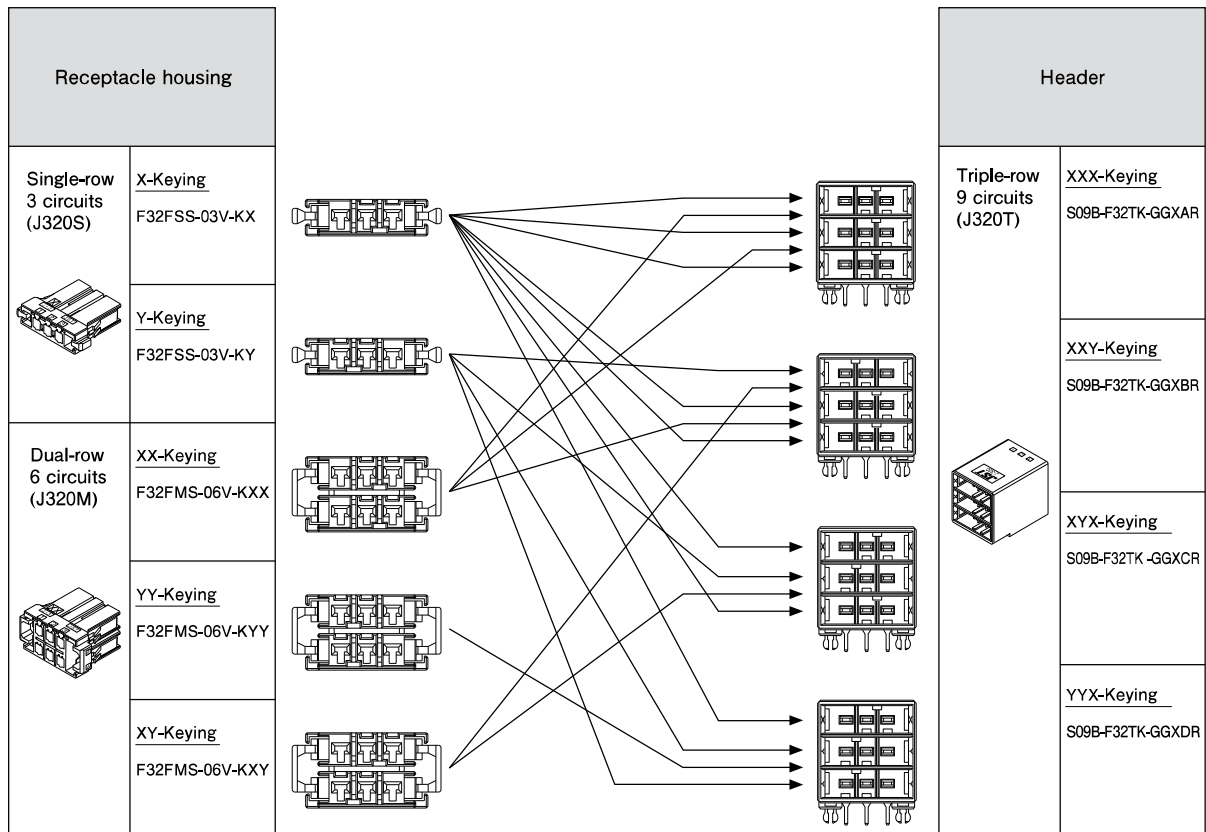 Receptacle housing
Header
Single-row
3 circuits
(J320S)
X-Keying
F32FSS-03V-KX
Y-Keying
F32FSS-03V-KY
Dual-row
6 circuits
(J320M)
XX-Keying
F32FMS-06V-KXX
YY-Keying
F32FMS-06V-KYY
XY-Keying
F32FMS-06V-KXY
Triple-row
9 circuits
(J320T)
XXX-Keying
S09B-F32TK-GGXAR
XXY-Keying
S09B-F32TK-GGXBR
JST
XYX-Keying
S09B-F32TK -GGXCR
YYX-Keying
S09B-F32TK-GGXDR